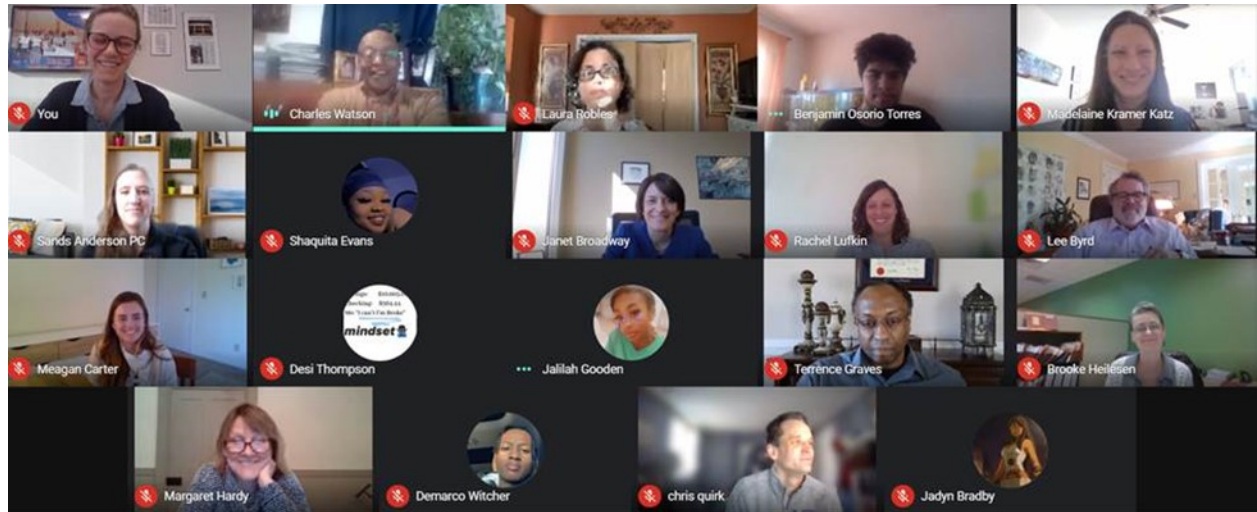 You
Charles Watson
Laura Robles
Benjamin Osorio Torres
Madelaine Kramer Katz
Sands Anderson PC
Shaquita Evans
Janet Broadway
Rachel Lufkin
Lee Byrd
Meagan Carter
mindset
Desi Thompson
Jalilah Gooden
Terrence Graves
Brooke Heilesen
Margaret Hardy
Demarco Witcher
chris quirk
Jadyn Bradby